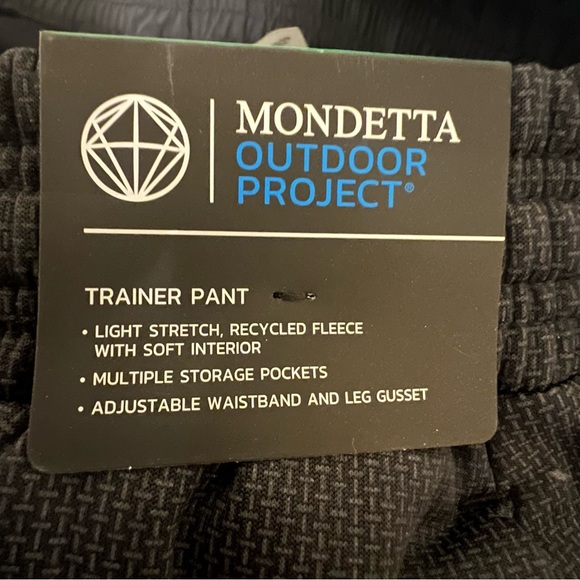 MONDETTA
OUTDOOR
PROJECT®
TRAINER PANT
• LIGHT STRETCH, RECYCLED FLEECE
WITH SOFT INTERIOR
• MULTIPLE STORAGE POCKETS
• ADJUSTABLE WAISTBAND AND LEG GUSSET